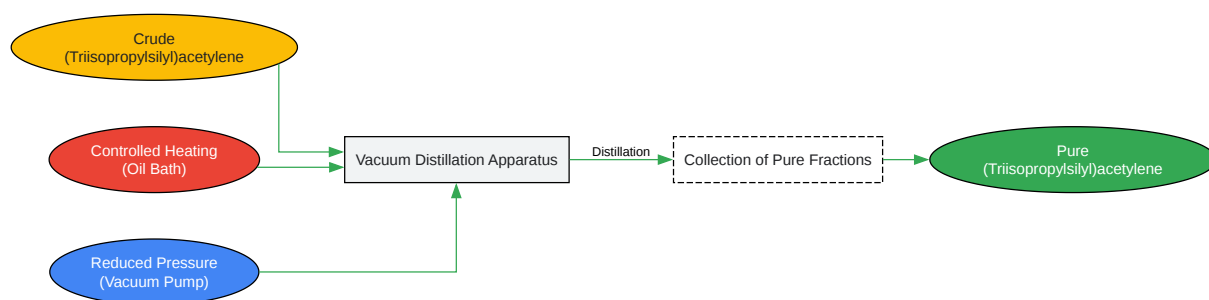 Crude
(Triisopropylsilyl)acetylene
Controlled Heating
(Oil Bath)
Reduced Pressure
(Vacuum Pump)
Vacuum Distillation Apparatus
Distillation
Collection of Pure Fractions
Pure
(Triisopropylsilyl)acetylene